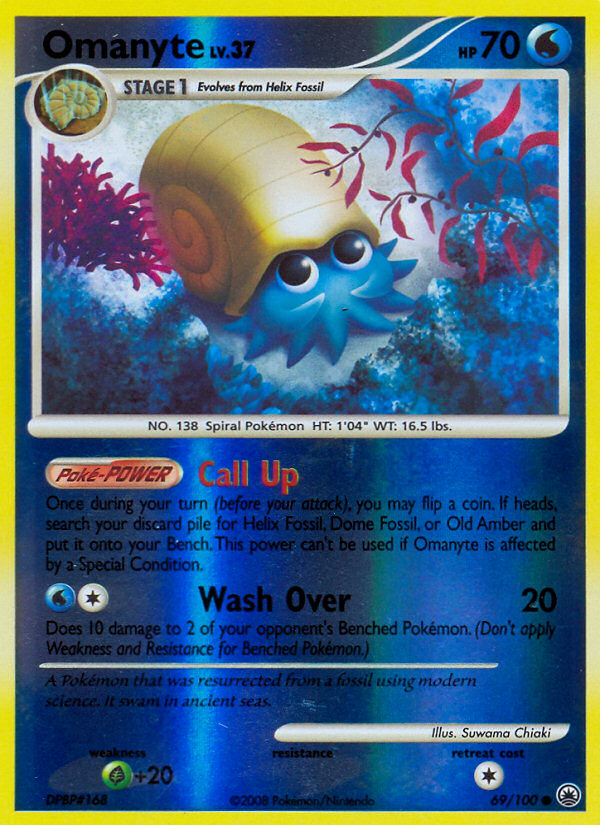 Omanyte LV.37 HP 70
STAGE 1 Evolves from Helix Fossil
NO. 138 Spiral Pokémon HT: 1'04" WT: 16.5 lbs.
Poké-POWER Call Up
Once during your turn (before your attack), you may flip a coin. If heads,
search your discard pile for Helix Fossil, Dome Fossil, or Old Amber and
put it onto your Bench. This power can't be used if Omanyte is affected
by a Special Condition.
Wash Over 20
Does 10 damage to 2 of your opponent's Benched Pokémon. (Don't apply
Weakness and Resistance for Benched Pokémon.)
A Pokémon that was resurrected from a fossil using modern
science. It swam in ancient seas.
Illus. Suwama Chiaki
weakness resistance retreat cost
+20
DPBP#168 ©2008 Pokémon/Nintendo 69/100